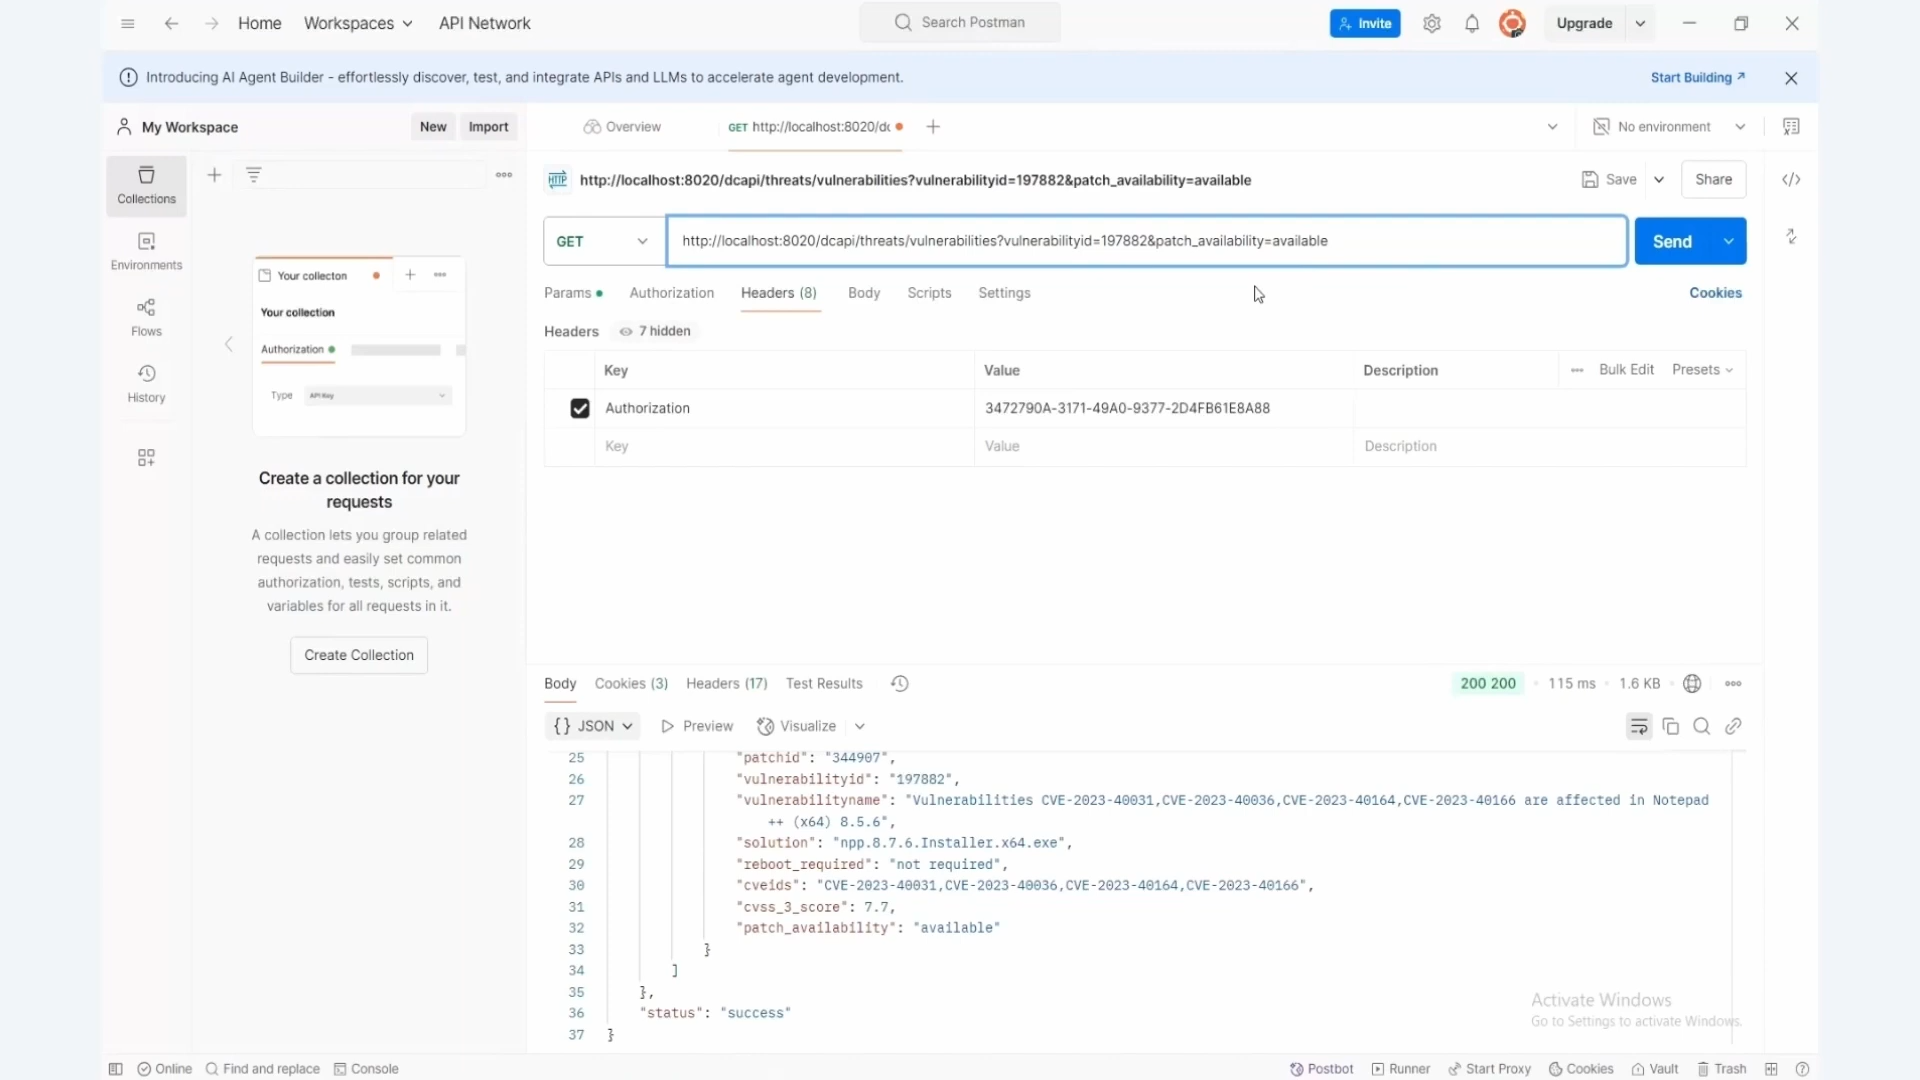 Home
Workspaces
API Network
Search Postman
Invite
Upgrade
Introducing AI Agent Builder - effortlessly discover, test, and integrate APIs and LLMs to accelerate agent development.
Start Building
My Workspace
New
Import
Overview
GET http://localhost:8020/dc
No environment
Collections
Environments
Flows
History
Your collecton
Your collection
Authorization
Type
API Key
Create a collection for your
requests
A collection lets you group related
requests and easily set common
authorization, tests, scripts, and
variables for all requests in it.
Create Collection
HTTP
http://localhost:8020/dcapi/threats/vulnerabilities?vulnerabilityid=197882&patch_availability=available
Save
Share
GET
http://localhost:8020/dcapi/threats/vulnerabilities?vulnerabilityid=197882&patch_availability=available
Send
Params
Authorization
Headers (8)
Body
Scripts
Settings
Cookies
Headers
7 hidden
Key
Value
Description
Bulk Edit
Presets
Authorization
3472790A-3171-49A0-9377-2D4FB61E8A88
Key
Value
Description
Body
Cookies (3)
Headers (17)
Test Results
200 200
115 ms
1.6 KB
{} JSON
Preview
Visualize
25 "patchid": "344907",
26 "vulnerabilityid": "197882",
27 "vulnerabilityname": "Vulnerabilities CVE-2023-40031,CVE-2023-40036,CVE-2023-40164,CVE-2023-40166 are affected in Notepad
++ (x64) 8.5.6",
28 "solution": "npp.8.7.6.Installer.x64.exe",
29 "reboot_required": "not required",
30 "cveids": "CVE-2023-40031,CVE-2023-40036,CVE-2023-40164,CVE-2023-40166",
31 "cvss_3_score": 7.7,
32 "patch_availability": "available"
33 }
34 ]
35 },
36 "status": "success"
37 }
Activate Windows
Go to Settings to activate Windows.
Online
Find and replace
Console
Postbot
Runner
Start Proxy
Cookies
Vault
Trash